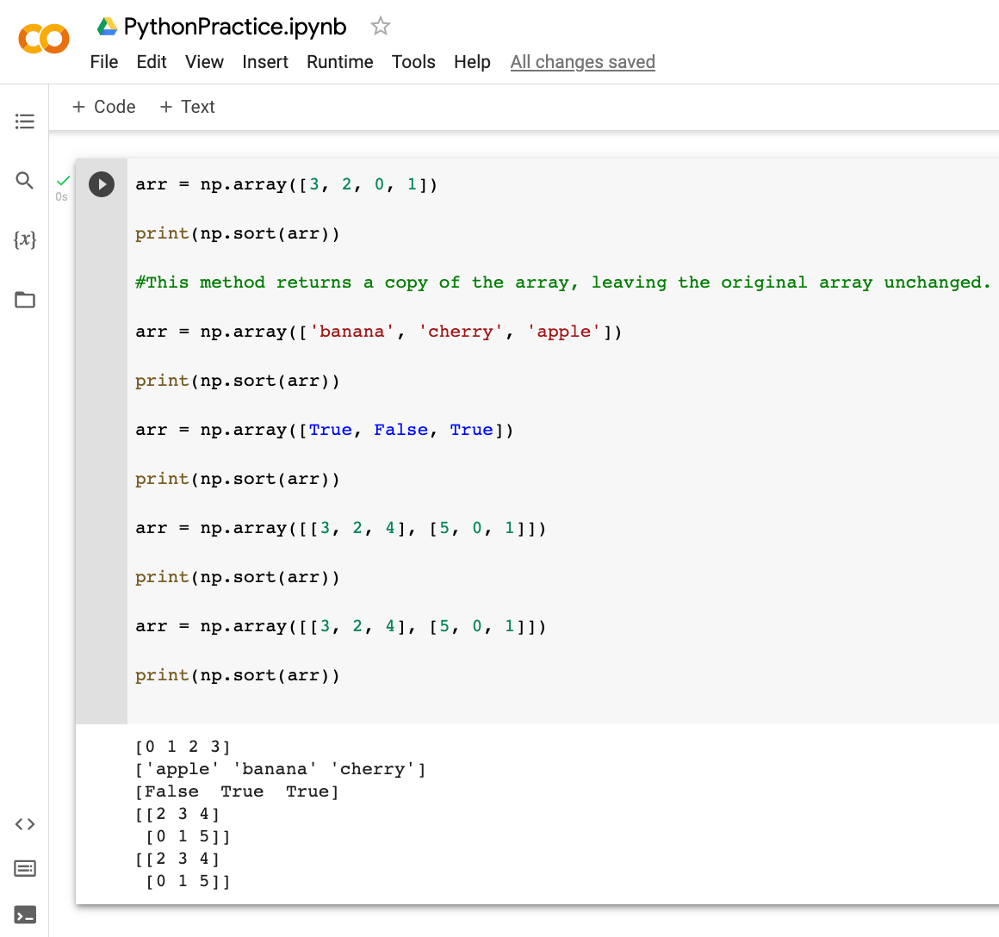 PythonPractice.ipynb
File Edit View Insert Runtime Tools Help All changes saved
+ Code + Text
0s
{x}
arr = np.array([3, 2, 0, 1])
print(np.sort(arr))
#This method returns a copy of the array, leaving the original array unchanged.
arr = np.array(['banana', 'cherry', 'apple'])
print(np.sort(arr))
arr = np.array([True, False, True])
print(np.sort(arr))
arr = np.array([[3, 2, 4], [5, 0, 1]])
print(np.sort(arr))
arr = np.array([[3, 2, 4], [5, 0, 1]])
print(np.sort(arr))
[0 1 2 3]
['apple' 'banana' 'cherry']
[False  True  True]
[[2 3 4]
 [0 1 5]]
[[2 3 4]
 [0 1 5]]